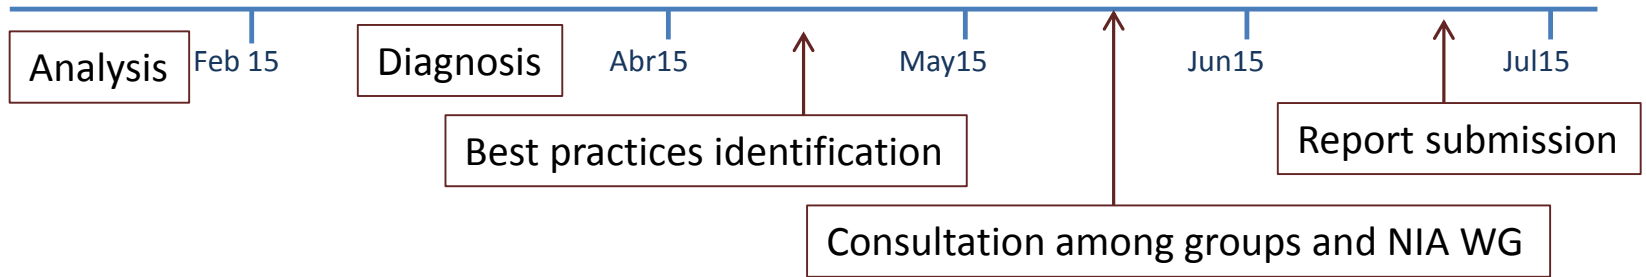 Analysis
Feb 15
Diagnosis
Abr15
May15
Jun15
Jul15
Best practices identification
Report submission
Consultation among groups and NIA WG